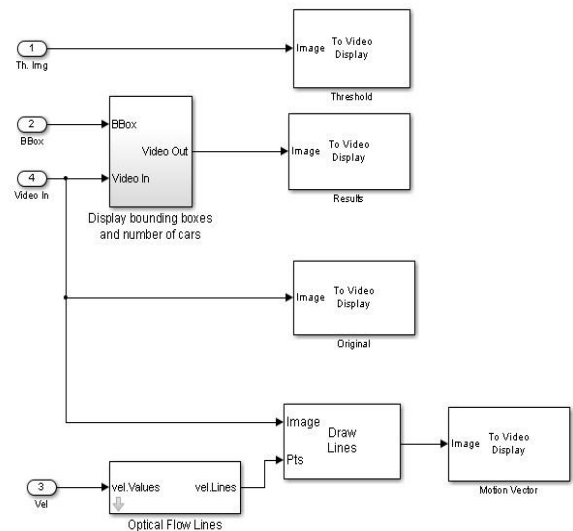 1
Th. Img
Image
To Video
Display
Threshold
2
BBox
BBox
Video Out
Image
To Video
Display
Results
4
Video In
Video In
Display bounding boxes
and number of cars
Image
To Video
Display
Original
Image
Draw
Lines
Pts
Image
To Video
Display
Motion Vector
3
Vel
vel.Values
vel.Lines
Optical Flow Lines